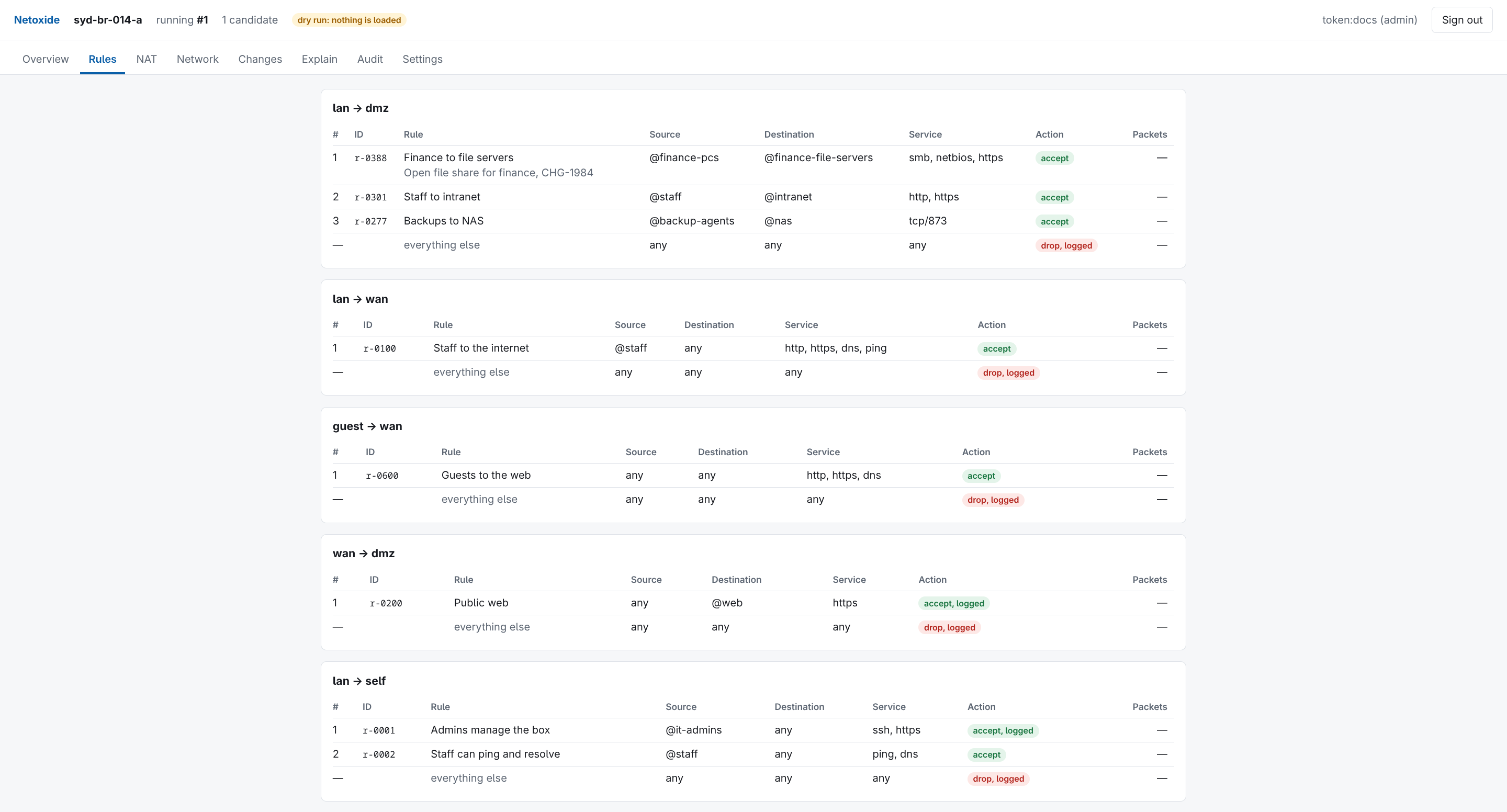 Netoxide syd-br-014-a running #1 1 candidate dry run: nothing is loaded token:docs (admin) Sign out
Overview Rules NAT Network Changes Explain Audit Settings
lan → dmz
# ID Rule Source Destination Service Action Packets
1 r-0388 Finance to file servers @finance-pcs @finance-file-servers smb, netbios, https accept —
Open file share for finance, CHG-1984
2 r-0301 Staff to intranet @staff @intranet http, https accept —
3 r-0277 Backups to NAS @backup-agents @nas tcp/873 accept —
— everything else any any any drop, logged —
lan → wan
# ID Rule Source Destination Service Action Packets
1 r-0100 Staff to the internet @staff any http, https, dns, ping accept —
— everything else any any any drop, logged —
guest → wan
# ID Rule Source Destination Service Action Packets
1 r-0600 Guests to the web any any http, https, dns accept —
— everything else any any any drop, logged —
wan → dmz
# ID Rule Source Destination Service Action Packets
1 r-0200 Public web any @web https accept, logged —
— everything else any any any drop, logged —
lan → self
# ID Rule Source Destination Service Action Packets
1 r-0001 Admins manage the box @it-admins any ssh, https accept, logged —
2 r-0002 Staff can ping and resolve @staff any ping, dns accept —
— everything else any any any drop, logged —